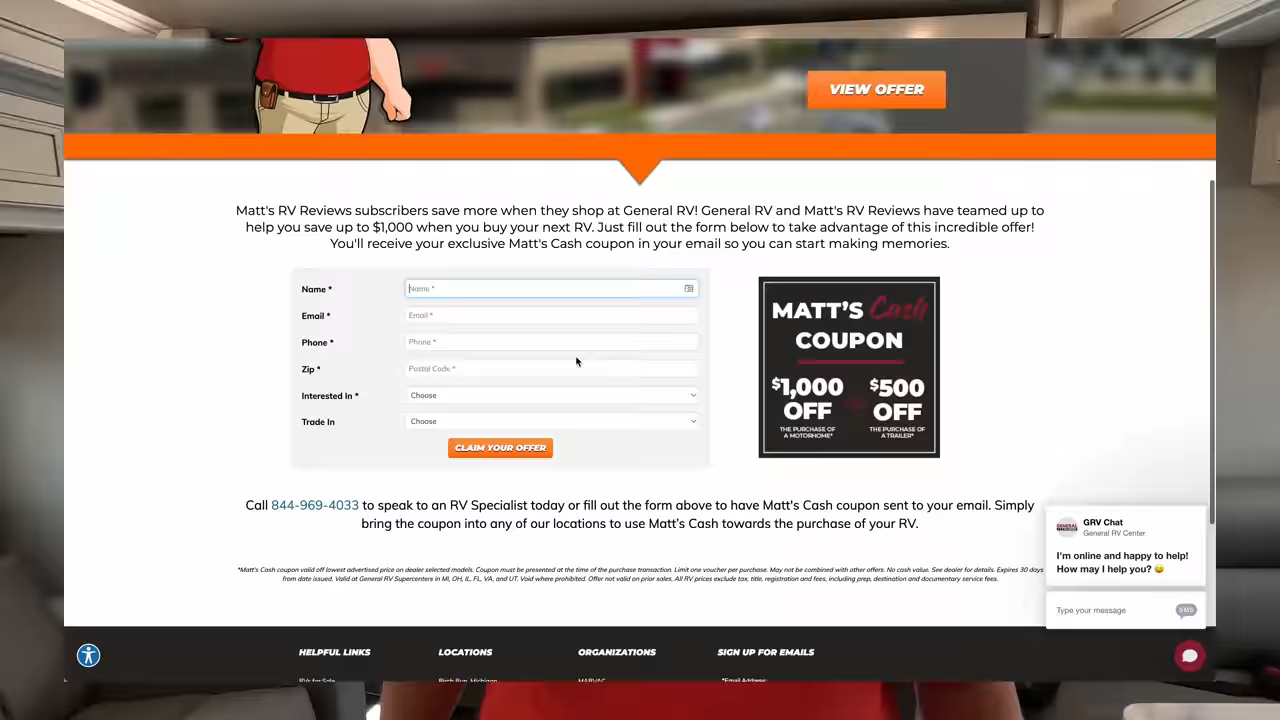 VIEW OFFER
Matt's RV Reviews subscribers save more when they shop at General RV! General RV and Matt's RV Reviews have teamed up to
help you save up to $1,000 when you buy your next RV. Just fill out the form below to take advantage of this incredible offer!
You'll receive your exclusive Matt's Cash coupon in your email so you can start making memories.
Name * Name *
Email * Email *
Phone * Phone *
Zip * Postal Code *
Interested In * Choose
Trade In Choose
CLAIM YOUR OFFER
MATT'S Cash
COUPON
$1,000 $500
OFF OFF
THE PURCHASE OF THE PURCHASE OF
A MOTORHOME* A TRAILER*
Call 844-969-4033 to speak to an RV Specialist today or fill out the form above to have Matt's Cash coupon sent to your email. Simply
bring the coupon into any of our locations to use Matt's Cash towards the purchase of your RV.
*Matt's Cash coupon valid off lowest advertised price on dealer selected models. Coupon must be presented at the time of the purchase transaction. Limit one voucher per purchase. May not be combined with other offers. No cash value. See dealer for details. Expires 30 days
from date issued. Valid at General RV Supercenters in MI, OH, IL, FL, VA, and UT. Void where prohibited. Offer not valid on prior sales. All RV prices exclude tax, title, registration and fees, including prep, destination and documentary service fees.
GENERAL
GRV Chat
General RV Center
I'm online and happy to help!
How may I help you? 😀
Type your message SMS
HELPFUL LINKS LOCATIONS ORGANIZATIONS SIGN UP FOR EMAILS
RVs for Sale Birch Run, Michigan MARVAC *Email Address: